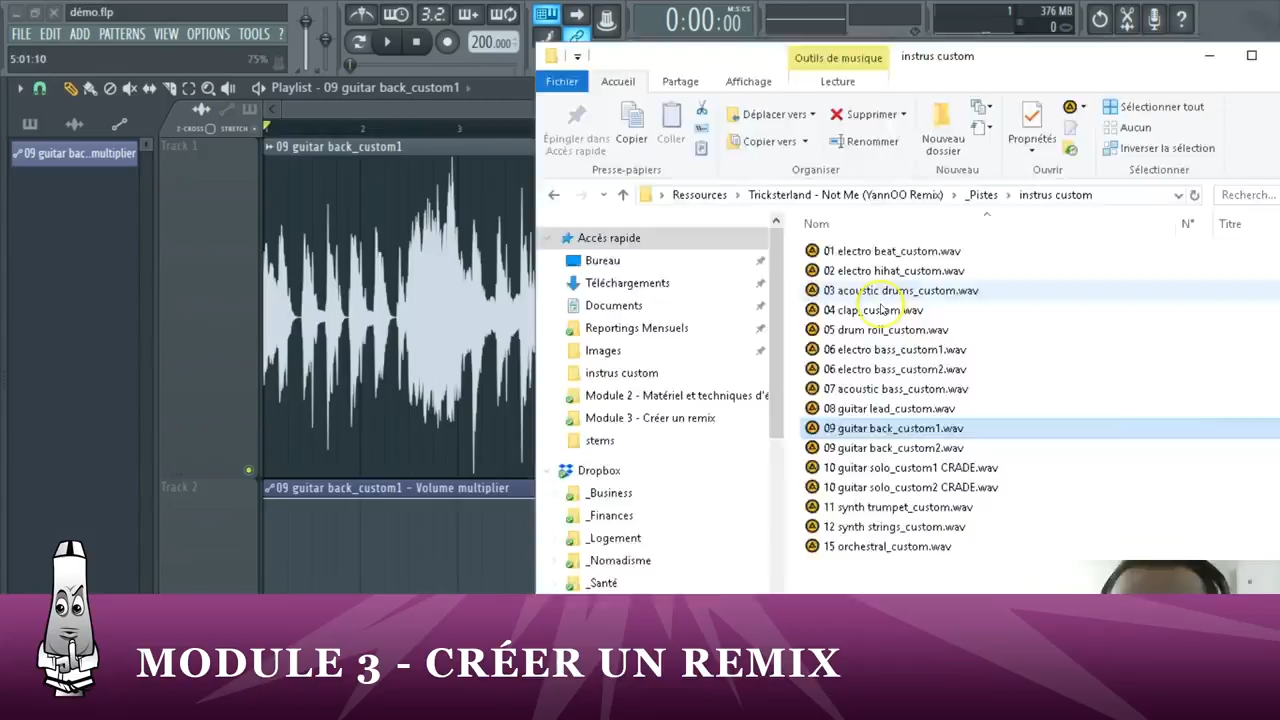 démo.flp
FILE EDIT ADD PATTERNS VIEW OPTIONS TOOLS ?
5:01:10 75%
3.2.
200.000
0:00:00
M:S:CS
1 376 MB
0
Playlist - 09 guitar back_custom1
Z-CROSS STRETCH
2 3
09 guitar bac...multiplier
Track 1
09 guitar back_custom1
Track 2
09 guitar back_custom1 - Volume multiplier
Outils de musique
instrus custom
Fichier Accueil Partage Affichage Lecture
Épingler dans
Accès rapide
Copier
Coller
Déplacer vers
Copier vers
Supprimer
Renommer
Nouveau
dossier
Propriétés
Sélectionner tout
Aucun
Inverser la sélection
Presse-papiers Organiser Nouveau Ouvrir Sélectionner
Ressources Tricksterland - Not Me (YannOO Remix) _Pistes instrus custom
Recherc...
Accès rapide
Bureau
Téléchargements
Documents
Reportings Mensuels
Images
instrus custom
Module 2 - Matériel et techniques d'é
Module 3 - Créer un remix
stems
Dropbox
_Business
_Finances
_Logement
_Nomadisme
_Santé
Nom N° Titre
01 electro beat_custom.wav
02 electro hihat_custom.wav
03 acoustic drums_custom.wav
04 clap_custom.wav
05 drum roll_custom.wav
06 electro bass_custom1.wav
06 electro bass_custom2.wav
07 acoustic bass_custom.wav
08 guitar lead_custom.wav
09 guitar back_custom1.wav
09 guitar back_custom2.wav
10 guitar solo_custom1 CRADE.wav
10 guitar solo_custom2 CRADE.wav
11 synth trumpet_custom.wav
12 synth strings_custom.wav
15 orchestral_custom.wav
MODULE 3 - CRÉER UN REMIX